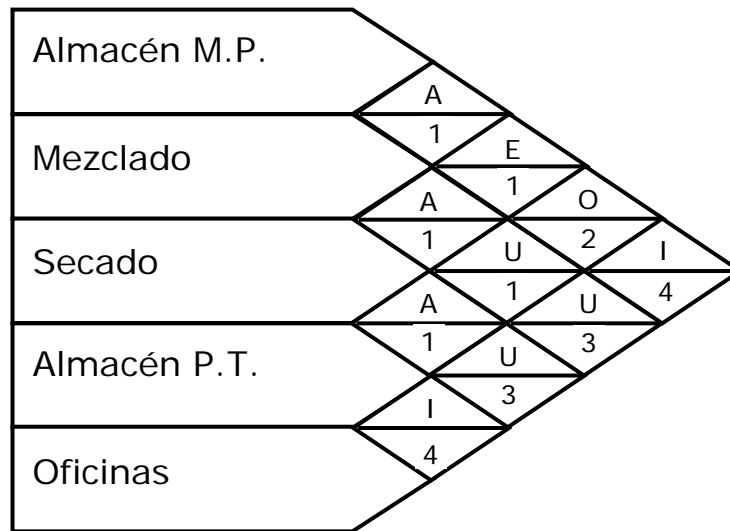 Almacén M.P.
A
1
Mezclado
E
1
A
1
O
2
Secado
U
1
I
4
A
1
U
3
Almacén P.T.
U
3
I
4
Oficinas